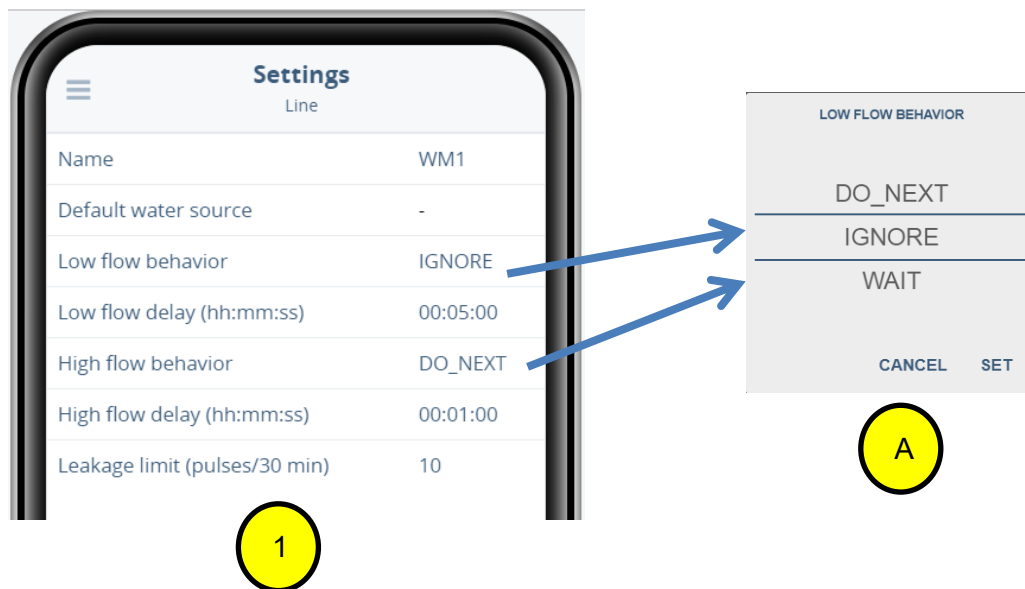 Settings
Line
Name WM1
Default water source -
Low flow behavior IGNORE
Low flow delay (hh:mm:ss) 00:05:00
High flow behavior DO_NEXT
High flow delay (hh:mm:ss) 00:01:00
Leakage limit (pulses/30 min) 10
1
LOW FLOW BEHAVIOR
DO_NEXT
IGNORE
WAIT
CANCEL SET
A